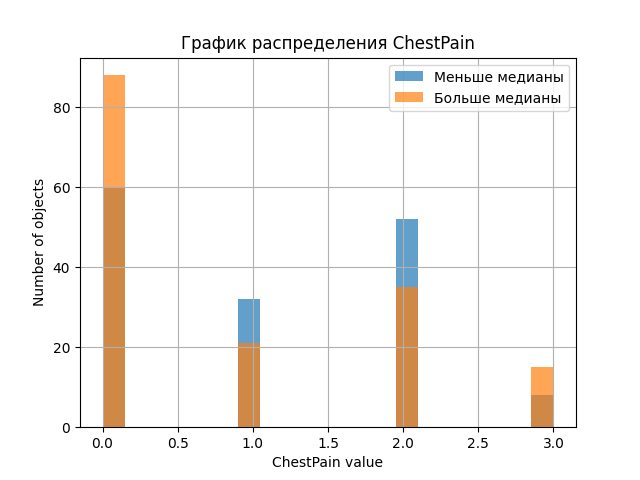 График распределения ChestPain
Меньше медианы
Больше медианы
Number of objects
80
60
40
20
0
0.0 0.5 1.0 1.5 2.0 2.5 3.0
ChestPain value